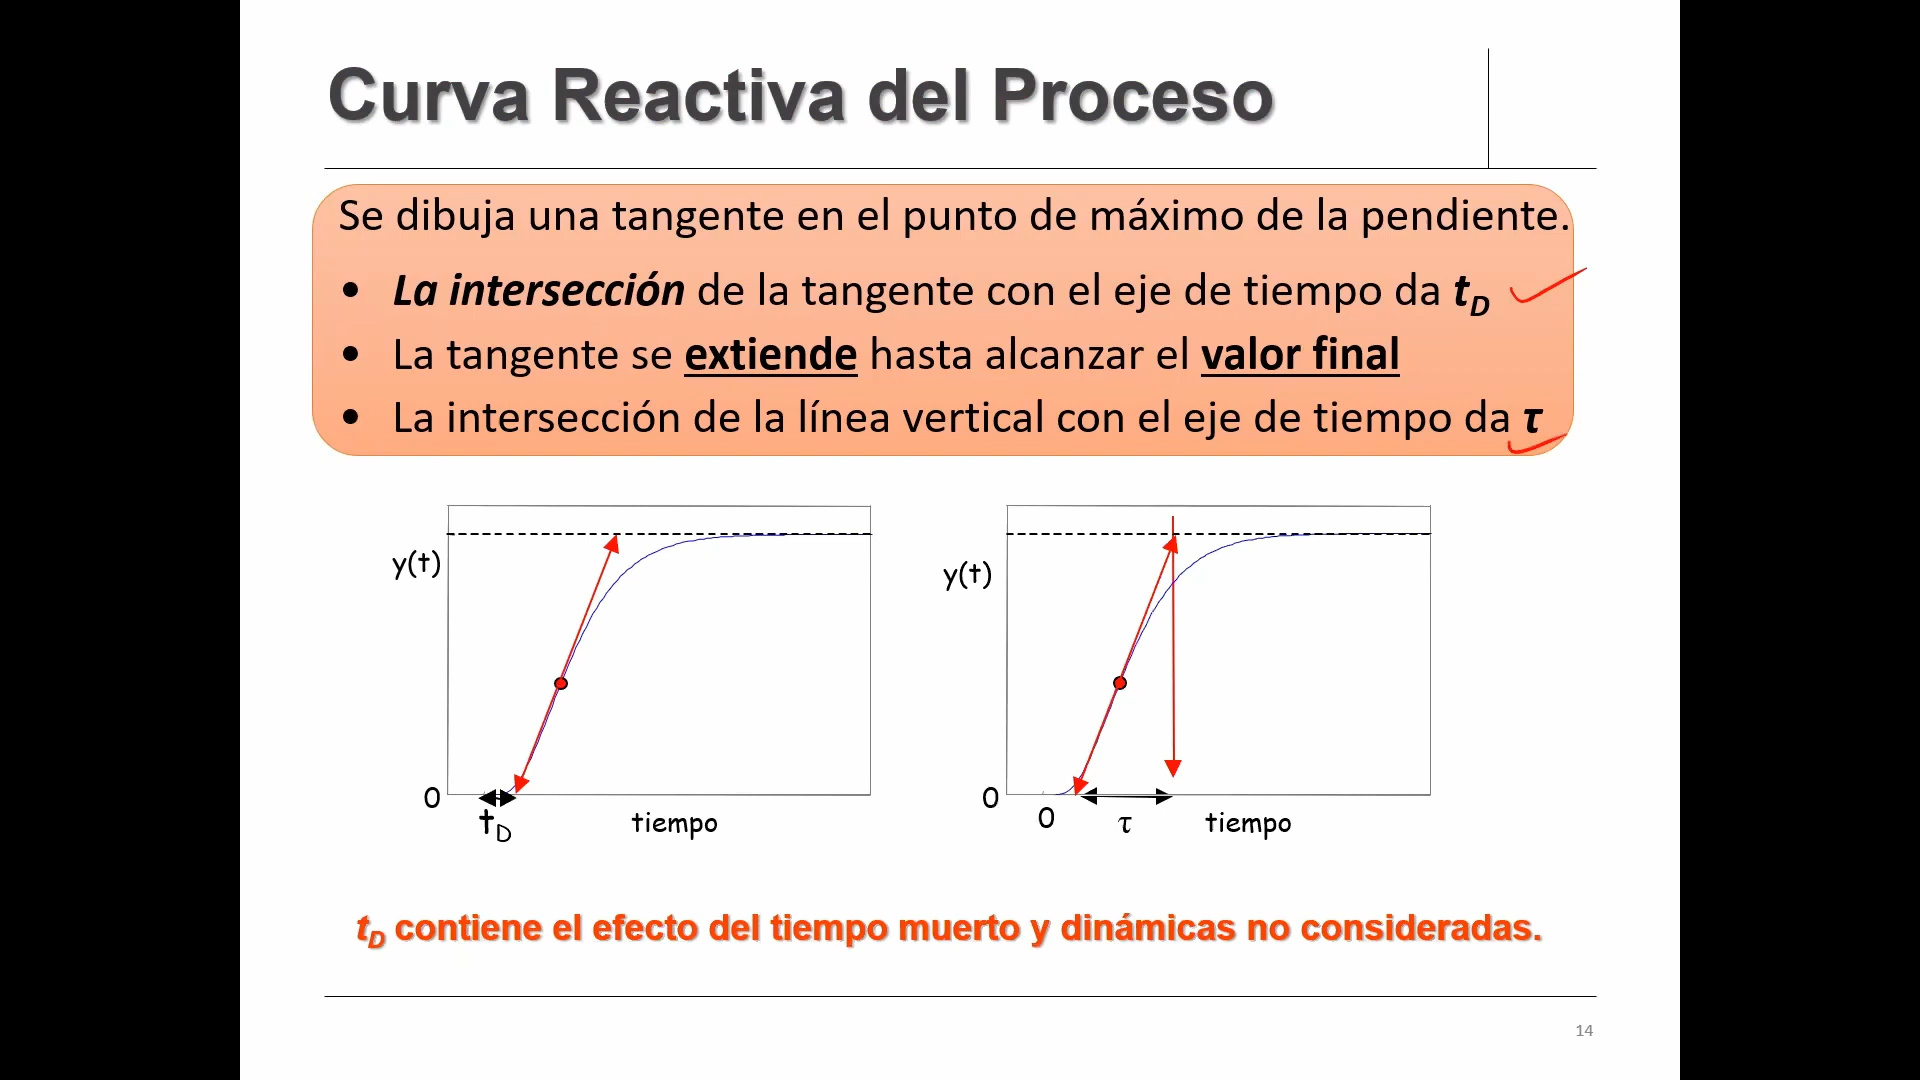 Curva Reactiva del Proceso
Se dibuja una tangente en el punto de máximo de la pendiente.
• La intersección de la tangente con el eje de tiempo da tD
• La tangente se extiende hasta alcanzar el valor final
• La intersección de la línea vertical con el eje de tiempo da τ
y(t)
0
tD
tiempo
y(t)
0
0
τ
tiempo
tD contiene el efecto del tiempo muerto y dinámicas no consideradas.
14